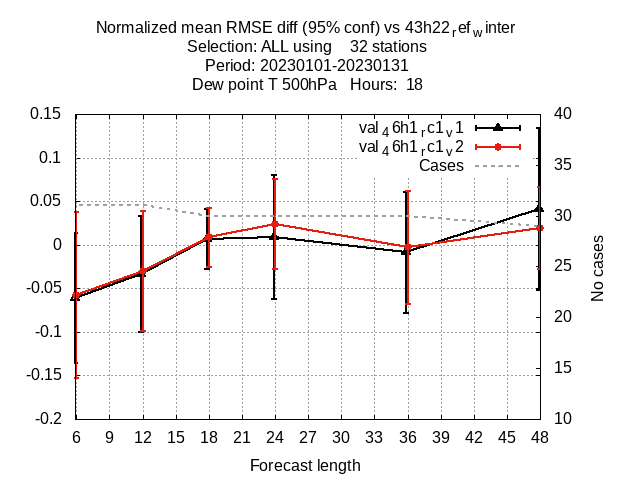 Normalized mean RMSE diff (95% conf) vs 43h22refwinter
Selection: ALL using 32 stations
Period: 20230101-20230131
Dew point T 500hPa Hours: 18
0.15 40
val46h1rc1v1
val46h1rc1v2
0.1 35
Cases
0.05 30
0 25
-0.05
-0.1 20
-0.15 15
-0.2 10
No cases
6 9 12 15 18 21 24 27 30 33 36 39 42 45 48
Forecast length